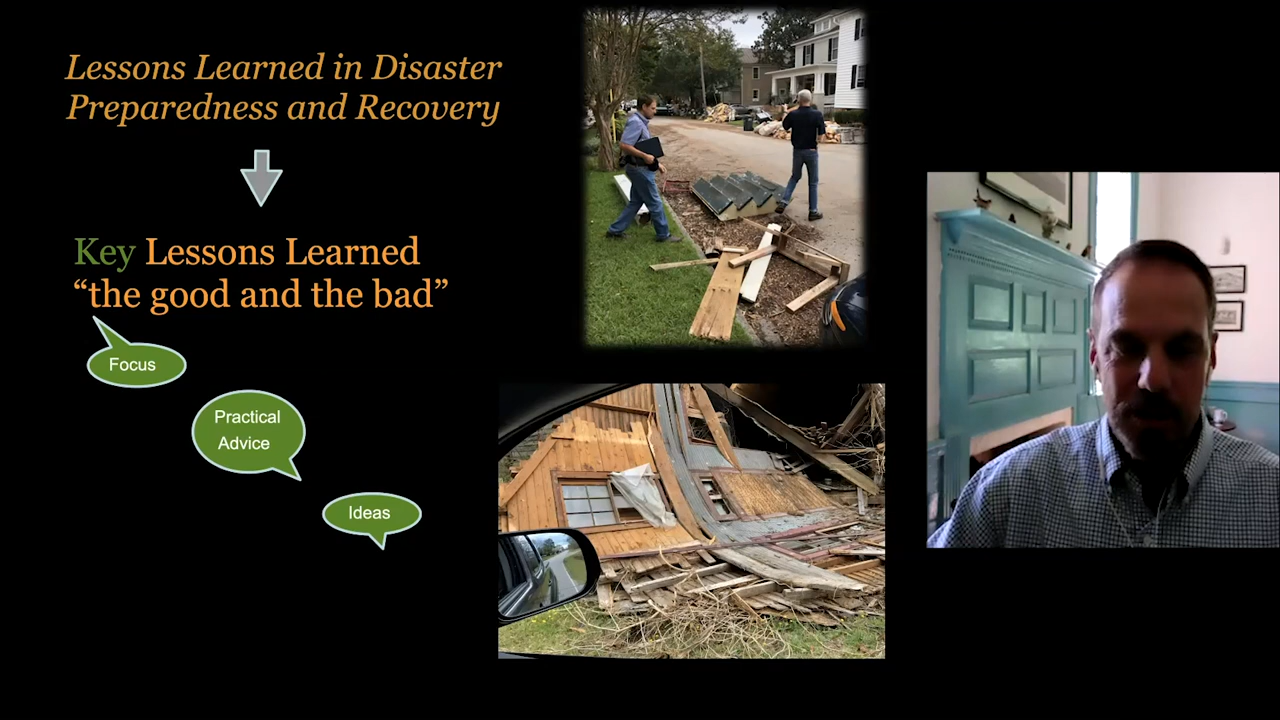 Lessons Learned in Disaster
Preparedness and Recovery
Key Lessons Learned
“the good and the bad”
Focus
Practical
Advice
Ideas